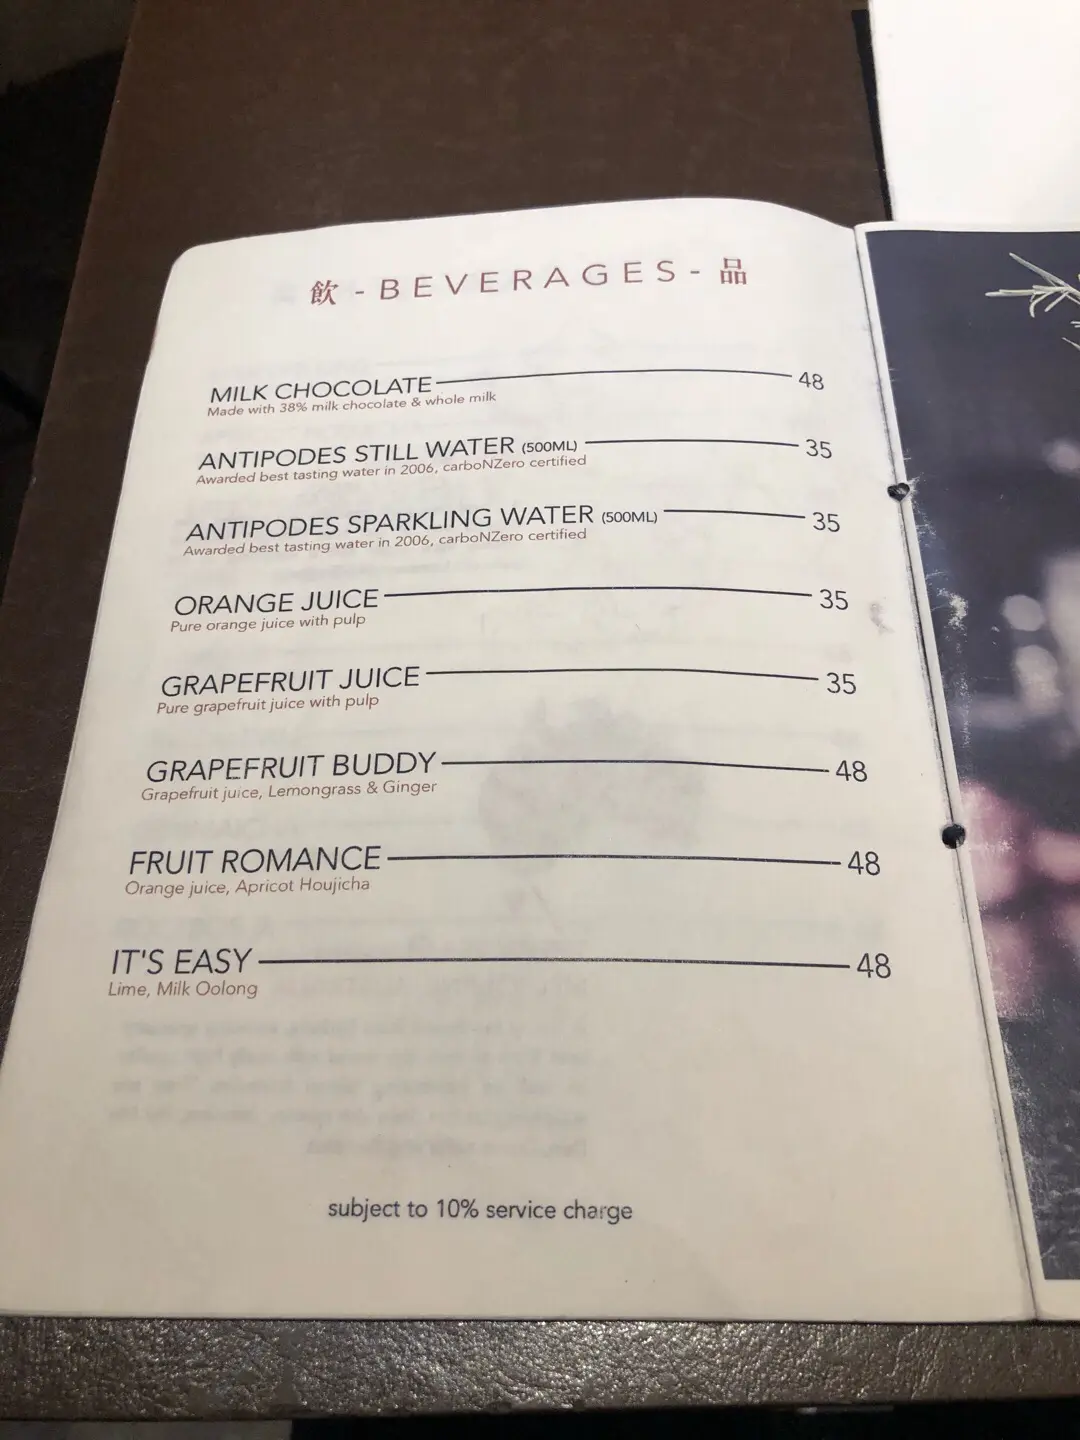 飲 - BEVERAGES - 品
MILK CHOCOLATE 48
Made with 38% milk chocolate & whole milk
ANTIPODES STILL WATER (500ML) 35
Awarded best tasting water in 2006, carboNZero certified
ANTIPODES SPARKLING WATER (500ML) 35
Awarded best tasting water in 2006, carboNZero certified
ORANGE JUICE 35
Pure orange juice with pulp
GRAPEFRUIT JUICE 35
Pure grapefruit juice with pulp
GRAPEFRUIT BUDDY 48
Grapefruit juice, Lemongrass & Ginger
FRUIT ROMANCE 48
Orange juice, Apricot Houjicha
IT'S EASY 48
Lime, Milk Oolong
subject to 10% service charge